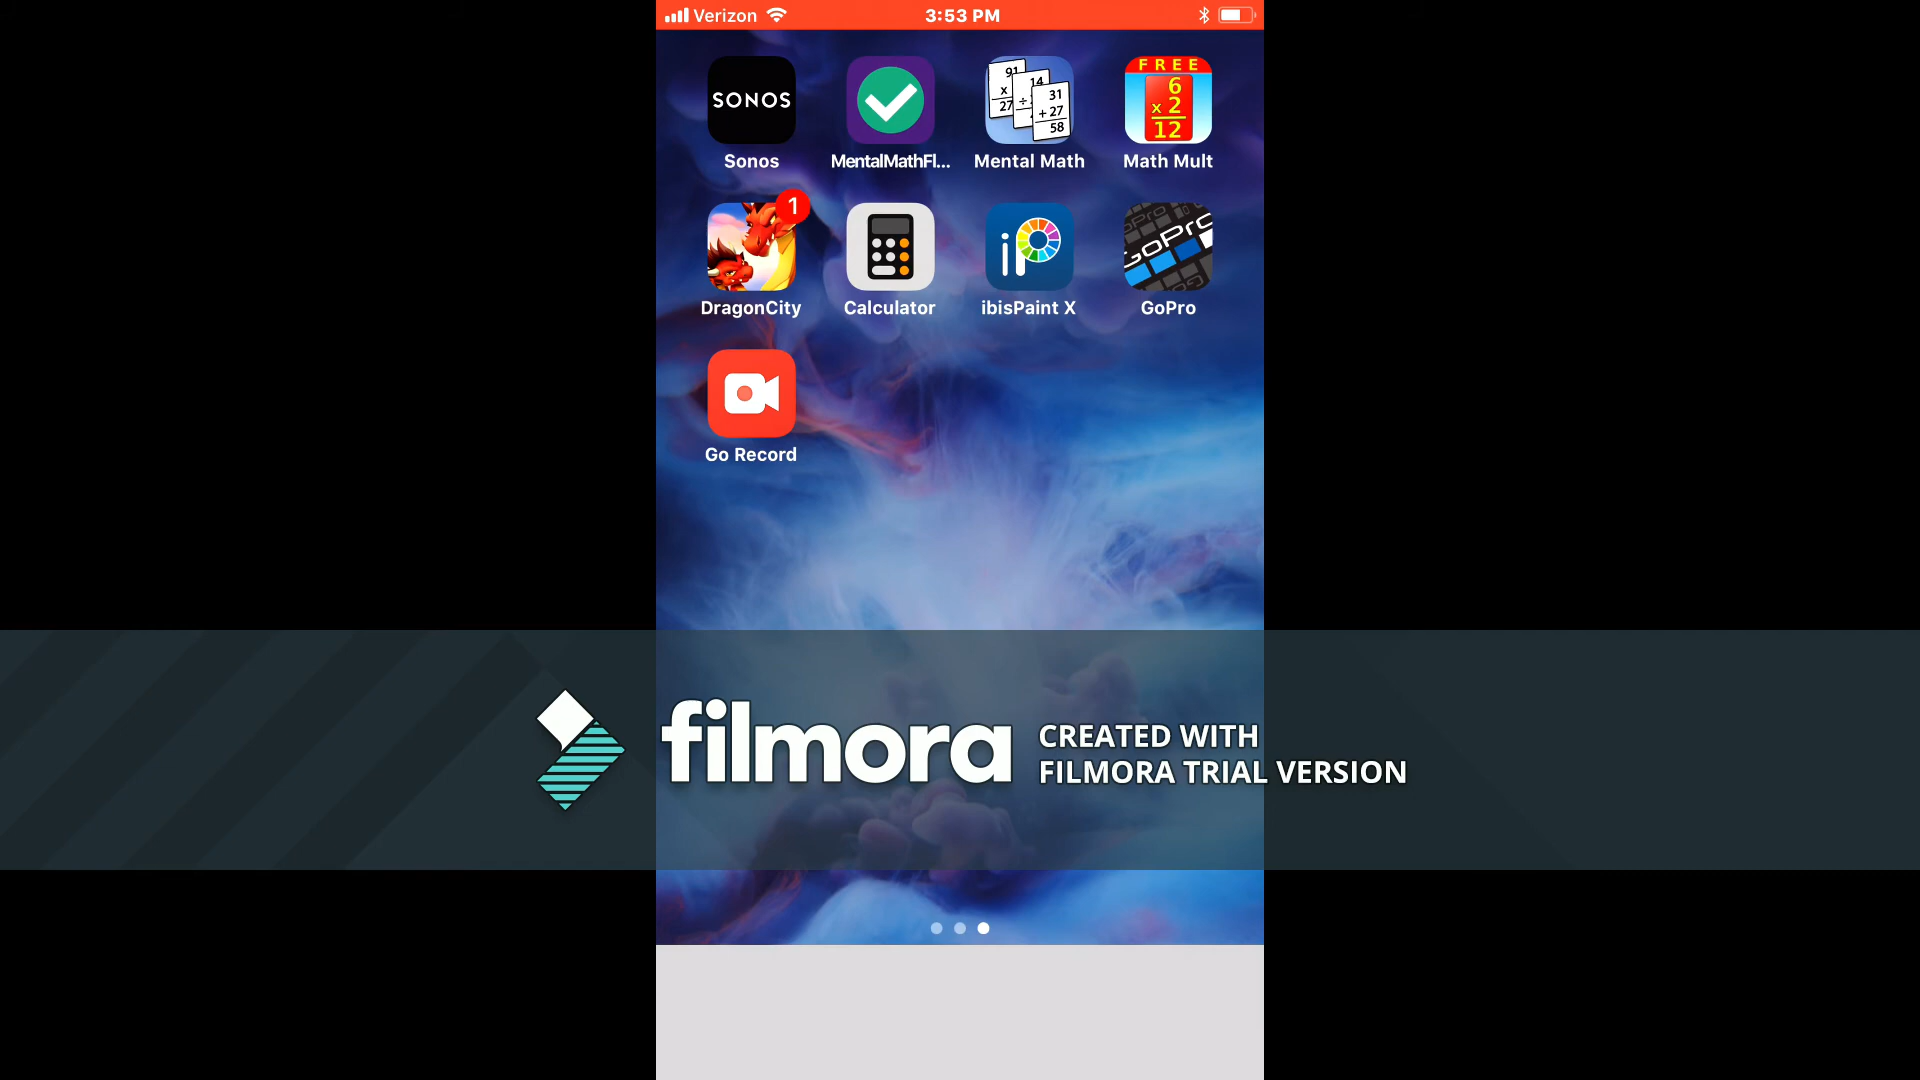 Verizon 3:53 PM
SONOS
91
x
27
14
÷
31
+ 27
58
FREE
6
x 2
12
Sonos MentalMathFl... Mental Math Math Mult
1
iP
GoPro
DragonCity Calculator ibisPaint X GoPro
Go Record
filmora CREATED WITH
FILMORA TRIAL VERSION